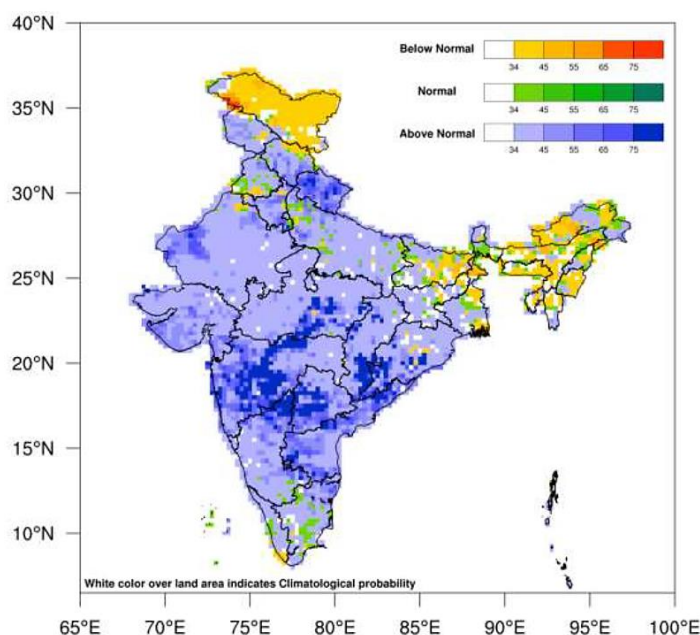 40°N
35°N
30°N
25°N
20°N
15°N
10°N
Below Normal
34 45 55 65 75
Normal
34 45 55 65 75
Above Normal
34 45 55 65 75
White color over land area indicates Climatological probability
65°E 70°E 75°E 80°E 85°E 90°E 95°E 100°E